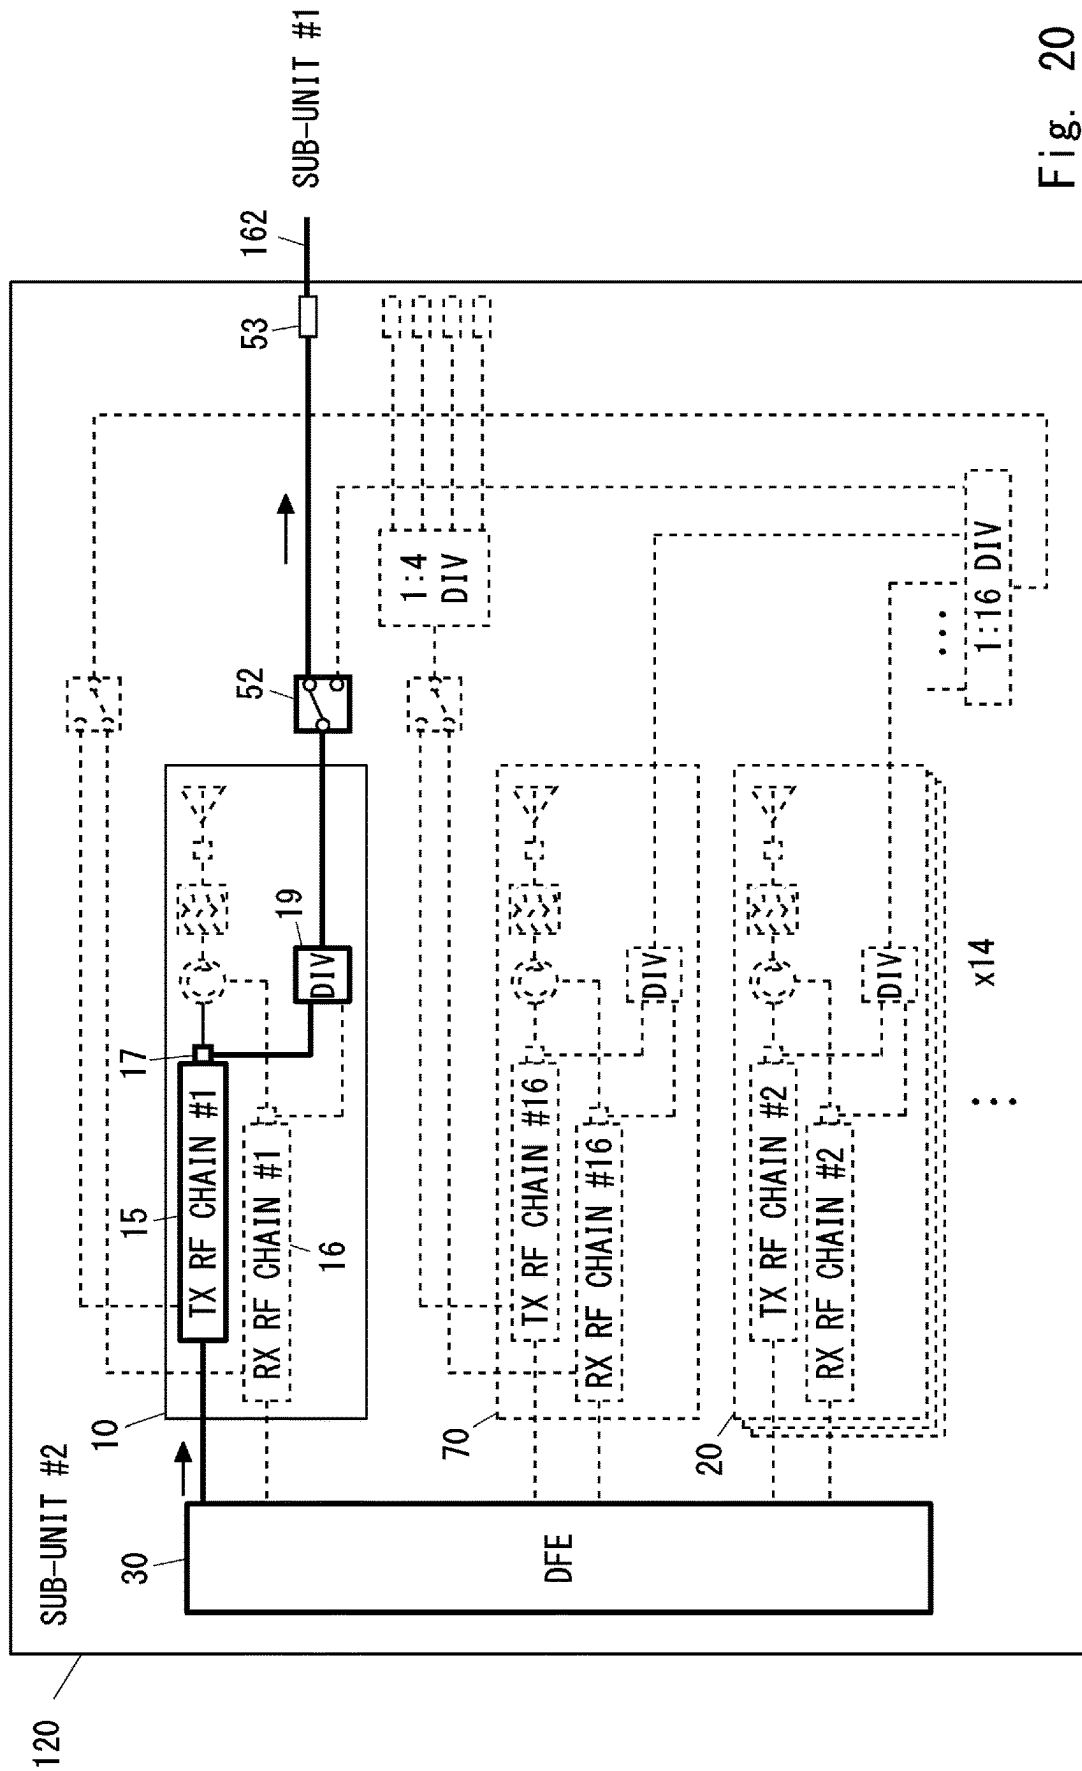 120
SUB-UNIT #2
30
DFE
10
15
TX RF CHAIN #1
17
RX RF CHAIN #1
16
19
DIV
52
53
162
SUB-UNIT #1
1:4
DIV
70
TX RF CHAIN #16
RX RF CHAIN #16
DIV
20
TX RF CHAIN #2
RX RF CHAIN #2
DIV
...
x14
...
1:16 DIV
Fig. 20